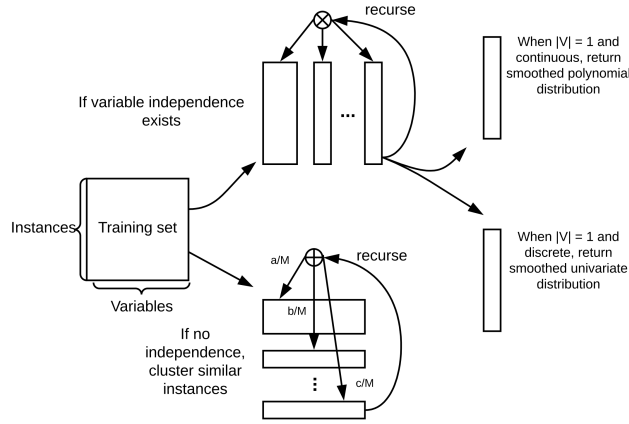 recurse
When |V| = 1 and
continuous, return
smoothed polynomial
distribution
If variable independence
exists
...
Instances
Training set
Variables
When |V| = 1 and
discrete, return
smoothed univariate
distribution
a/M
recurse
b/M
If no
independence,
cluster similar
instances
...
c/M